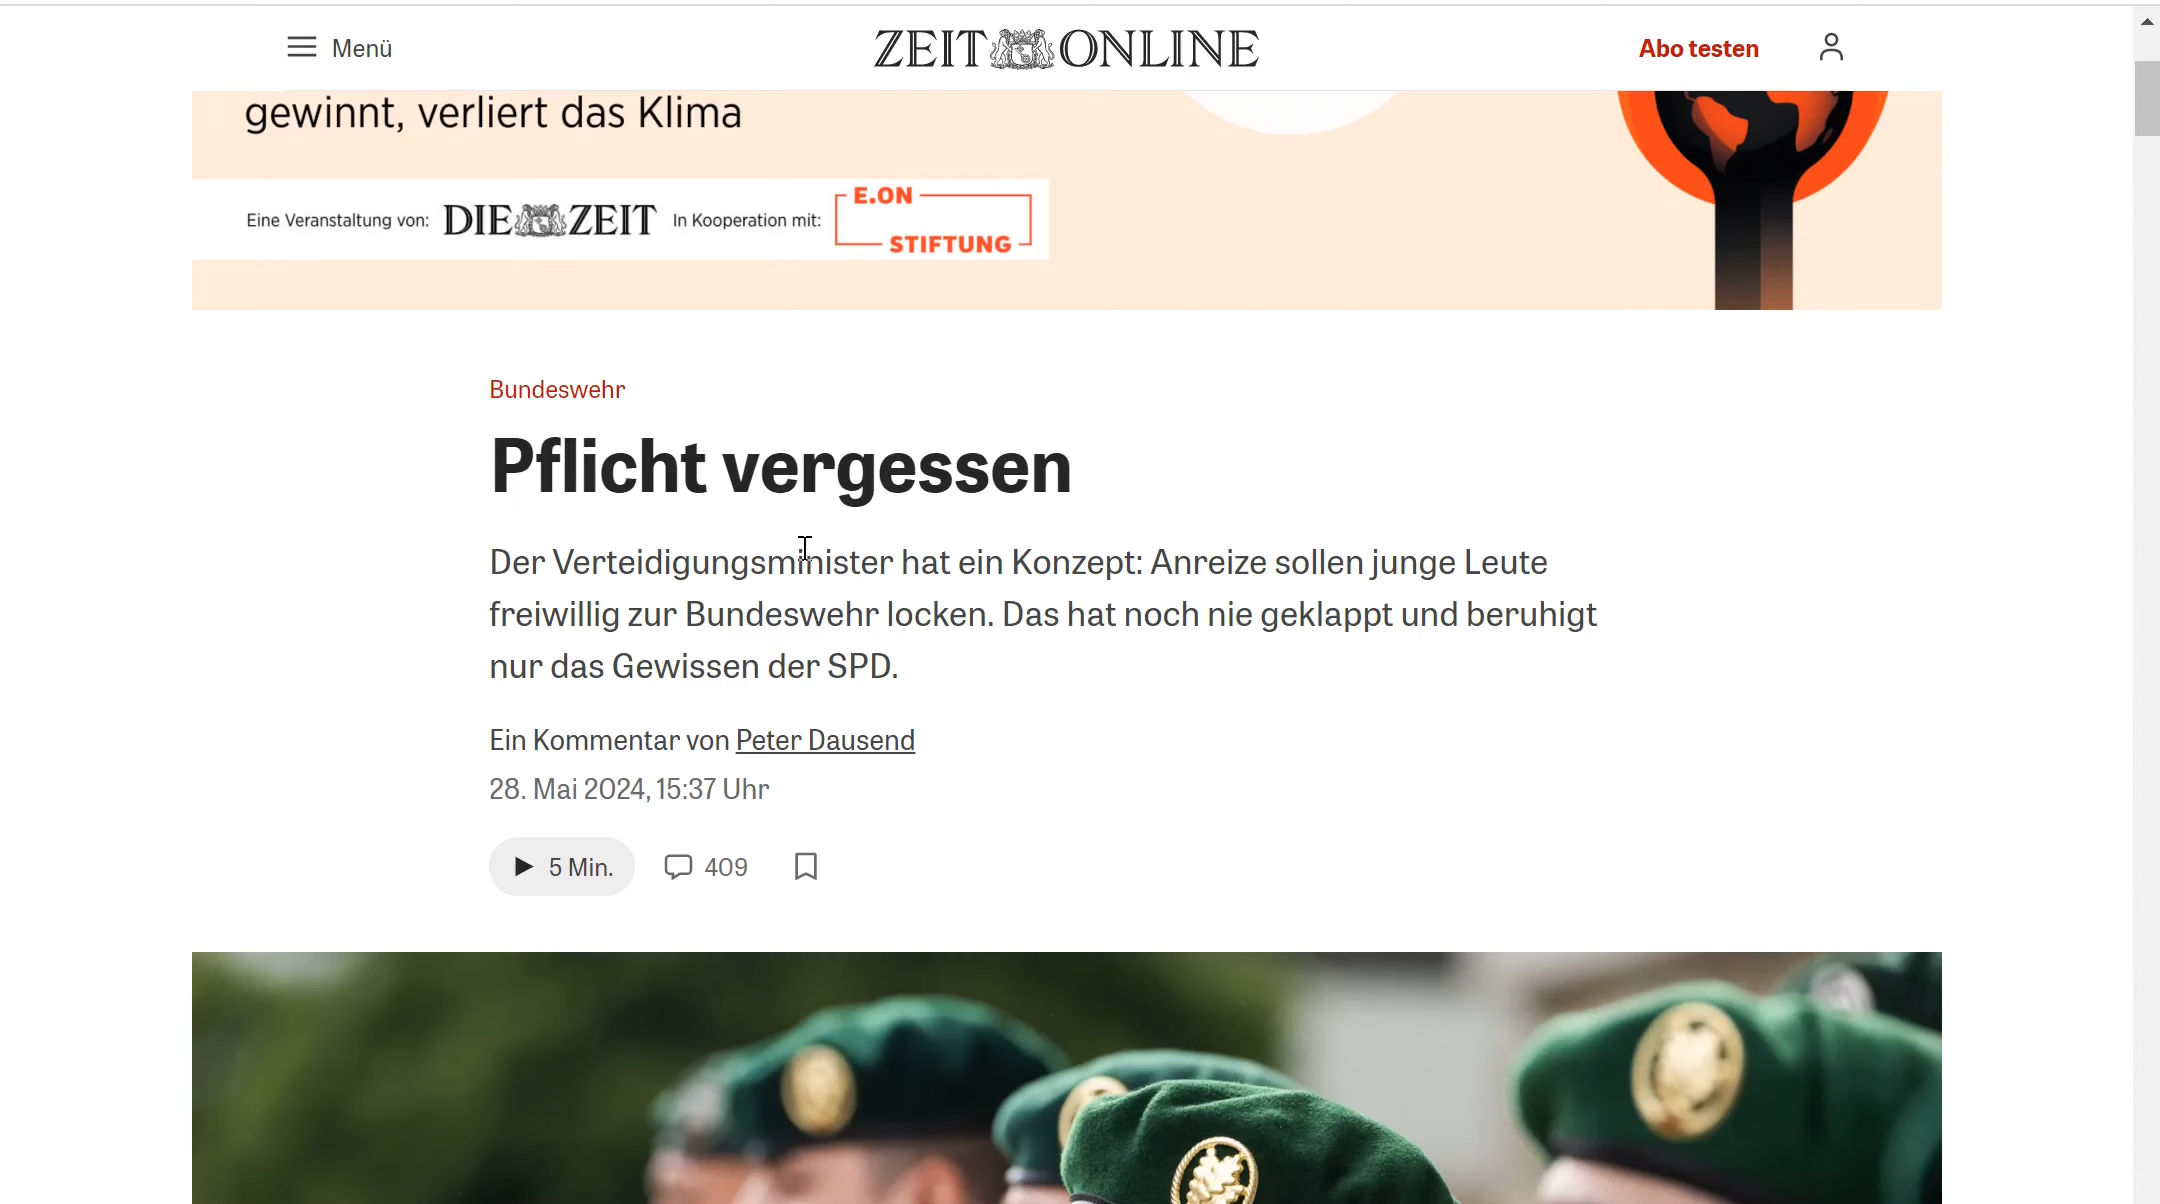 Menü
ZEIT ONLINE
Abo testen
gewinnt, verliert das Klima
Eine Veranstaltung von: DIE ZEIT In Kooperation mit: E.ON STIFTUNG
Bundeswehr
Pflicht vergessen
Der Verteidigungsminister hat ein Konzept: Anreize sollen junge Leute
freiwillig zur Bundeswehr locken. Das hat noch nie geklappt und beruhigt
nur das Gewissen der SPD.
Ein Kommentar von Peter Dausend
28. Mai 2024, 15:37 Uhr
5 Min.
409